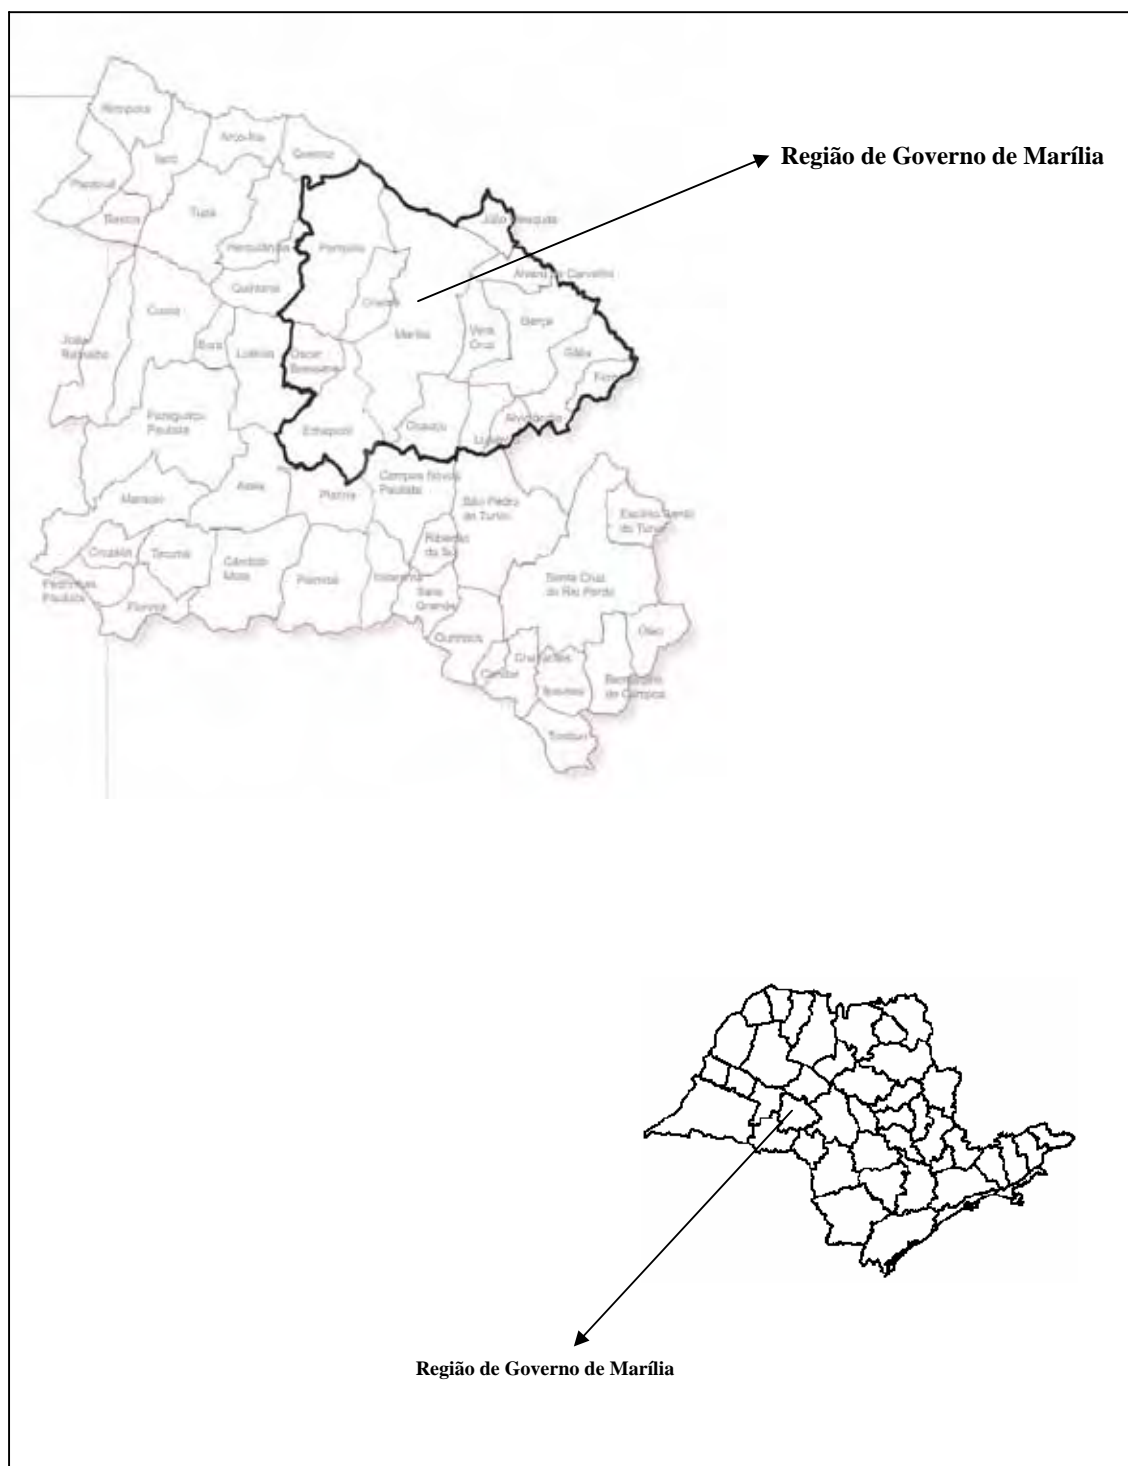 Rinópolis
Arco-Íris
Iacri
Queiroz
Região de Governo de Marília
Parapuã
Bastos
Tupã
Júlio Mesquita
Herculândia
Pompéia
Álvaro de Carvalho
Quintana
Oriente
Garça
Marília
Vera
Cruz
João
Ramalho
Borá
Lutécia
Oscar
Bressane
Gália
Paraguaçu
Paulista
Echaporã
Ocauçu
Alvinlândia
Maracaí
Assis
Platina
Campos Novos
Paulista
São Pedro
do Turvo
Espírito Santo
do Turvo
Ribeirão
do Sul
Cruzália
Tarumã
Cândido
Mota
Palmital
Ibirarema
Salto
Grande
Santa Cruz
do Rio Pardo
Pedrinhas
Paulista
Florínea
Ourinhos
Óleo
Chavantes
Canitar
Ipaussu
Bernardino
de Campos
Timburi
Região de Governo de Marília